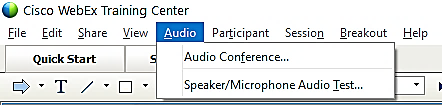 Cisco WebEx Training Center
File Edit Share View Audio Participant Session Breakout Help
Quick Start S
Audio Conference...
T
Speaker/Microphone Audio Test...